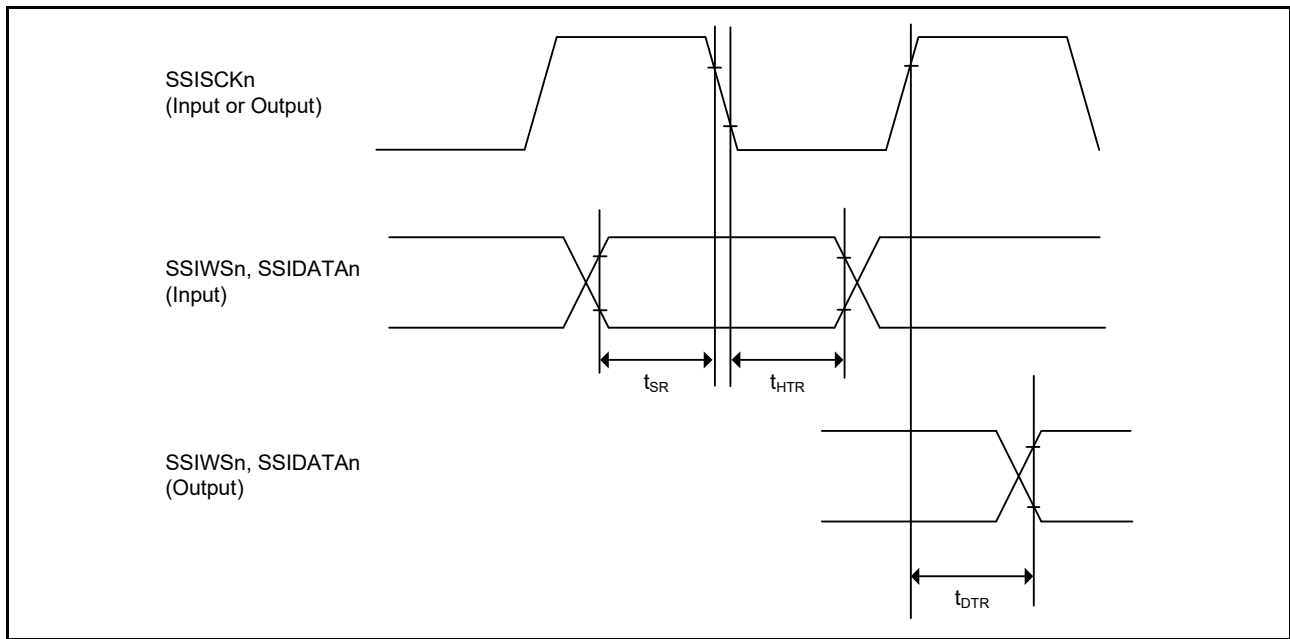 SSISCKn
(Input or Output)
SSIWSn, SSIDATAn
(Input)
tSR
tHTR
SSIWSn, SSIDATAn
(Output)
tDTR